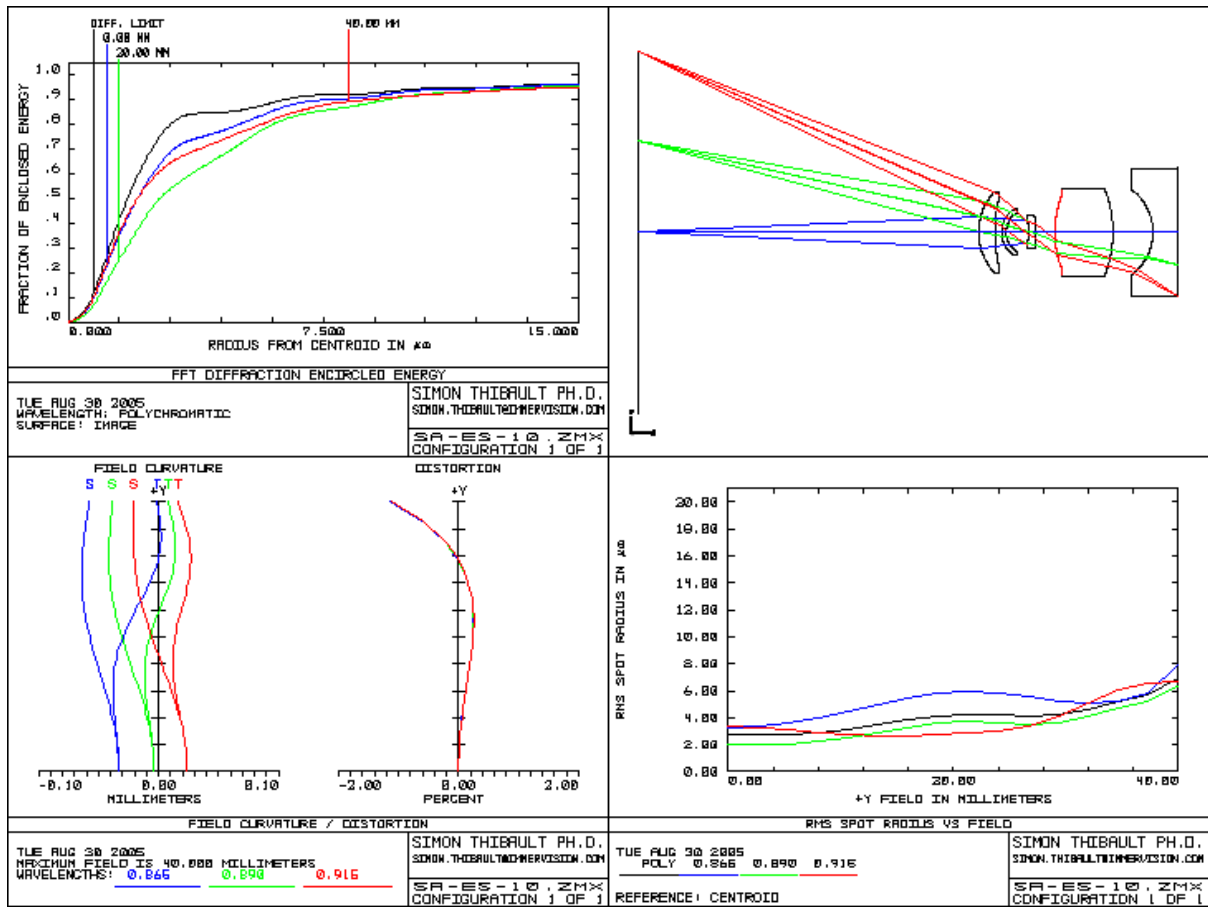 DIFF. LIMIT
0.00 MM
20.00 MM
40.00 MM
1.0
.9
.8
.7
.6
.5
.4
.3
.2
.1
.0
FRACTION OF ENCLOSED ENERGY
0.000 7.500 15.000
RADIUS FROM CENTROID IN µm
FFT DIFFRACTION ENCIRCLED ENERGY
TUE AUG 30 2005
WAVELENGTH: POLYCHROMATIC
SURFACE: IMAGE
SIMON THIBAULT PH.D.
SIMON.THIBAULT@IMMERVISION.COM
SA-ES-10.ZMX
CONFIGURATION 1 OF 1
FIELD CURVATURE
S S S T T T
+Y
-0.10 0.00 0.10
MILLIMETERS
DISTORTION
+Y
-2.00 0.00 2.00
PERCENT
FIELD CURVATURE / DISTORTION
TUE AUG 30 2005
MAXIMUM FIELD IS 40.000 MILLIMETERS
WAVELENGTHS: 0.865 0.890 0.915
SIMON THIBAULT PH.D.
SIMON.THIBAULT@IMMERVISION.COM
SA-ES-10.ZMX
CONFIGURATION 1 OF 1
20.00
18.00
16.00
14.00
12.00
10.00
8.00
6.00
4.00
2.00
0.00
RMS SPOT RADIUS IN µm
0.00 20.00 40.00
+Y FIELD IN MILLIMETERS
RMS SPOT RADIUS VS FIELD
TUE AUG 30 2005
POLY 0.865 0.890 0.915
REFERENCE: CENTROID
SIMON THIBAULT PH.D.
SIMON.THIBAULT@IMMERVISION.COM
SA-ES-10.ZMX
CONFIGURATION 1 OF 1